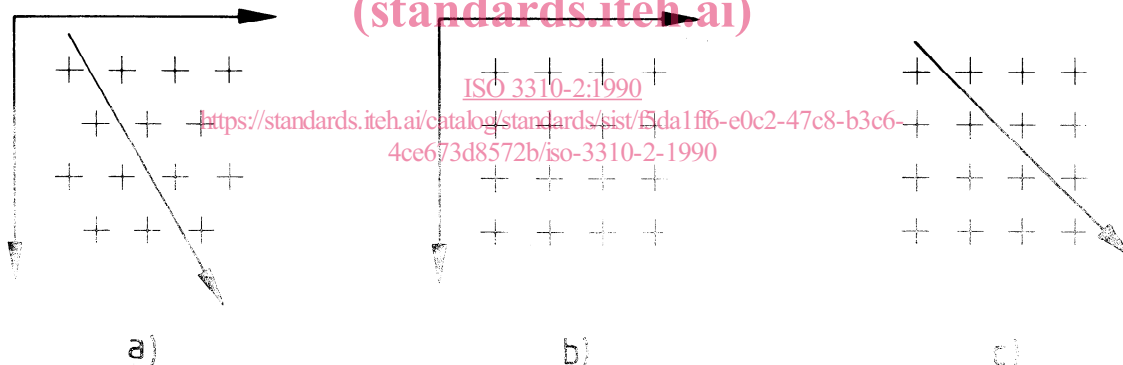 (standards.iteh.ai)
ISO 3310-2:1990
https://standards.iteh.ai/catalog/standards/sist/f5da1ff6-e0c2-47c8-b3c6-
4ce673d8572b/iso-3310-2-1990
a) b) c)